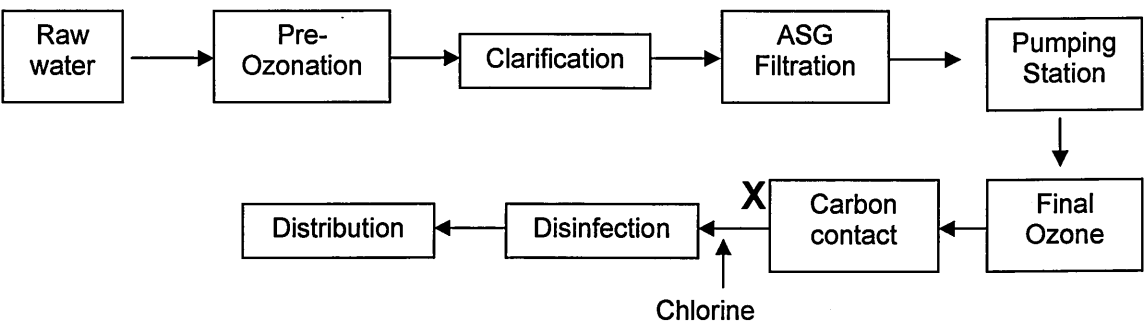 Raw
water
Pre-
Ozonation
Clarification
ASG
Filtration
Pumping
Station
Final
Ozone
Carbon
contact
X
Disinfection
Distribution
Chlorine